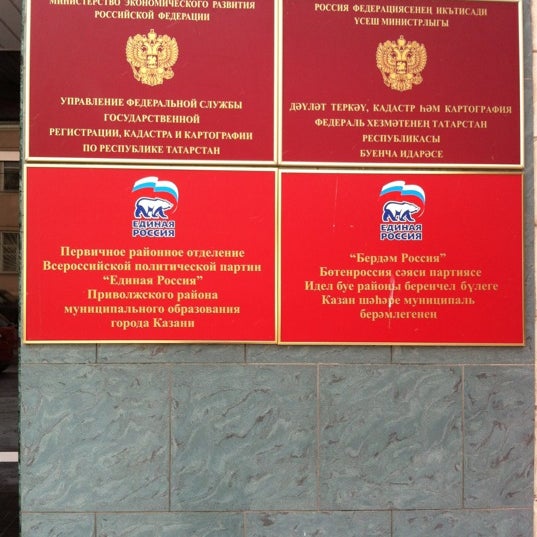 МИНИСТЕРСТВО ЭКОНОМИЧЕСКОГО РАЗВИТИЯ
РОССИЙСКОЙ ФЕДЕРАЦИИ
УПРАВЛЕНИЕ ФЕДЕРАЛЬНОЙ СЛУЖБЫ
ГОСУДАРСТВЕННОЙ
РЕГИСТРАЦИИ, КАДАСТРА И КАРТОГРАФИИ
ПО РЕСПУБЛИКЕ ТАТАРСТАН
РОССИЯ ФЕДЕРАЦИЯСЕНЕҢ ИКЪТИСАДИ
ҮСЕШ МИНИСТРЛЫГЫ
ДӘҮЛӘТ ТЕРКӘҮ, КАДАСТР ҺӘМ КАРТОГРАФИЯ
ФЕДЕРАЛЬ ХЕЗМӘТЕНЕҢ ТАТАРСТАН
РЕСПУБЛИКАСЫ
БУЕНЧА ИДАРӘСЕ
ЕДИНАЯ
РОССИЯ
Первичное районное отделение
Всероссийской политической партии
“Единая Россия”
Приволжского района
муниципального образования
города Казани
ЕДИНАЯ
РОССИЯ
“Бердәм Россия”
Бөтенроссия сәяси партиясе
Идел буе районы беренчел бүлеге
Казан шәһәре муниципаль
берәмлегенең